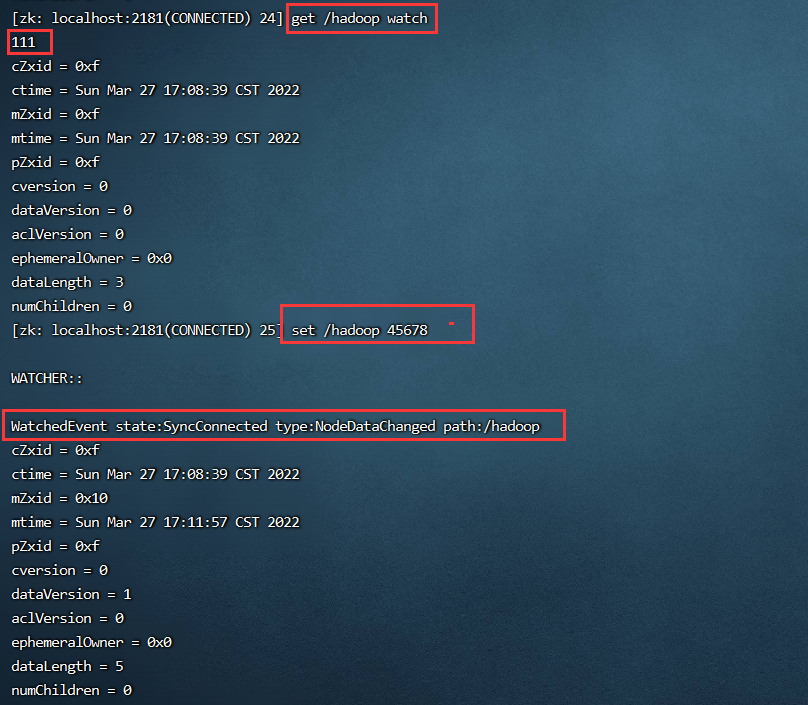 [zk: localhost:2181(CONNECTED) 24] get /hadoop watch
111
cZxid = 0xf
ctime = Sun Mar 27 17:08:39 CST 2022
mZxid = 0xf
mtime = Sun Mar 27 17:08:39 CST 2022
pZxid = 0xf
cversion = 0
dataVersion = 0
aclVersion = 0
ephemeralOwner = 0x0
dataLength = 3
numChildren = 0
[zk: localhost:2181(CONNECTED) 25] set /hadoop 45678
WATCHER::
WatchedEvent state:SyncConnected type:NodeDataChanged path:/hadoop
cZxid = 0xf
ctime = Sun Mar 27 17:08:39 CST 2022
mZxid = 0x10
mtime = Sun Mar 27 17:11:57 CST 2022
pZxid = 0xf
cversion = 0
dataVersion = 1
aclVersion = 0
ephemeralOwner = 0x0
dataLength = 5
numChildren = 0